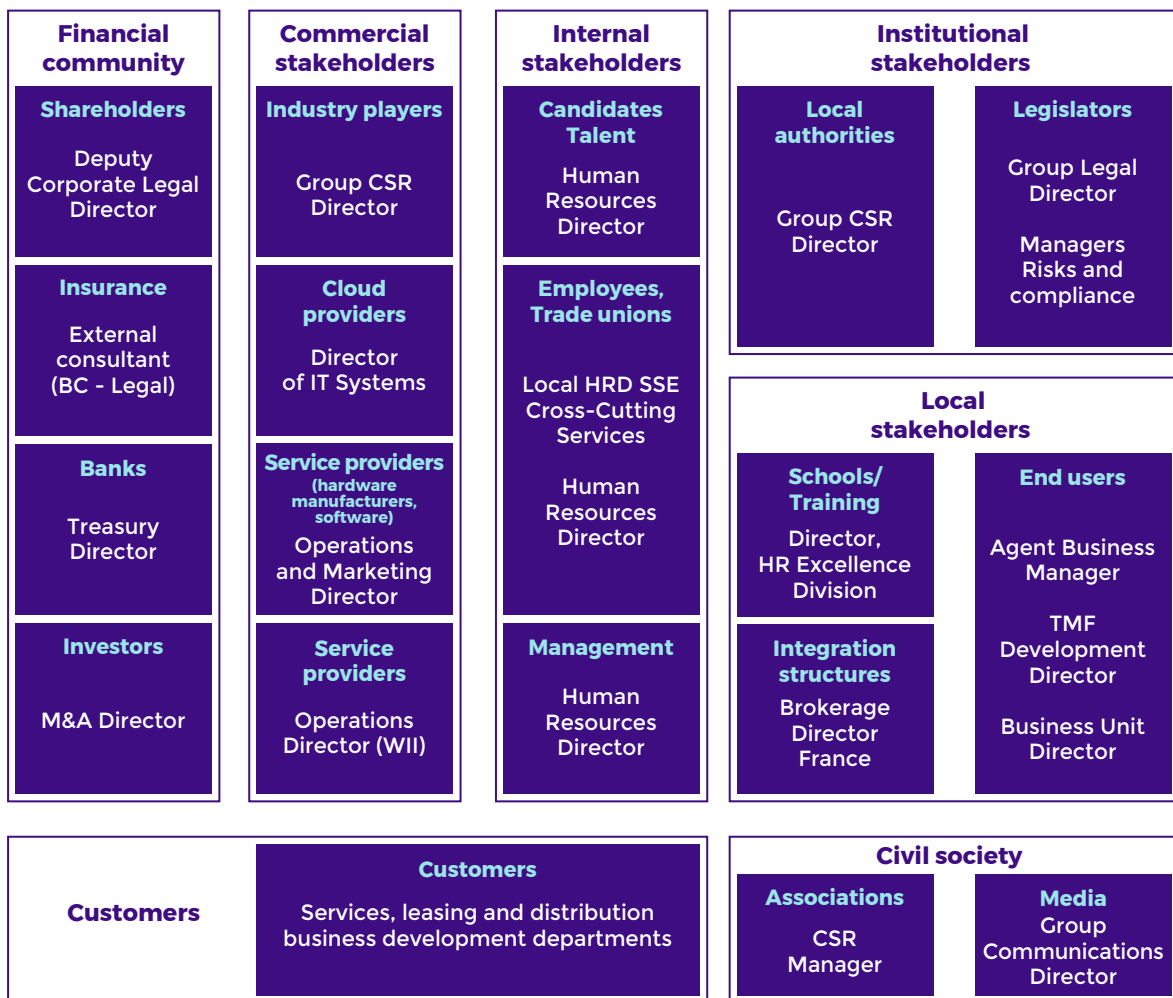 Financial
community
Shareholders
Deputy
Corporate Legal
Director
Insurance
External
consultant
(BC - Legal)
Banks
Treasury
Director
Investors
M&A Director
Commercial
stakeholders
Industry players
Group CSR
Director
Cloud
providers
Director
of IT Systems
Service providers
(hardware
manufacturers,
software)
Operations
and Marketing
Director
Service
providers
Operations
Director (WII)
Internal
stakeholders
Candidates
Talent
Human
Resources
Director
Employees,
Trade unions
Local HRD SSE
Cross-Cutting
Services
Human
Resources
Director
Management
Human
Resources
Director
Institutional
stakeholders
Local
authorities
Group CSR
Director
Legislators
Group Legal
Director
Managers
Risks and
compliance
Local
stakeholders
Schools/
Training
Director,
HR Excellence
Division
Integration
structures
Brokerage
Director
France
End users
Agent Business
Manager
TMF
Development
Director
Business Unit
Director
Customers
Customers
Services, leasing and distribution
business development departments
Civil society
Associations
CSR
Manager
Media
Group
Communications
Director